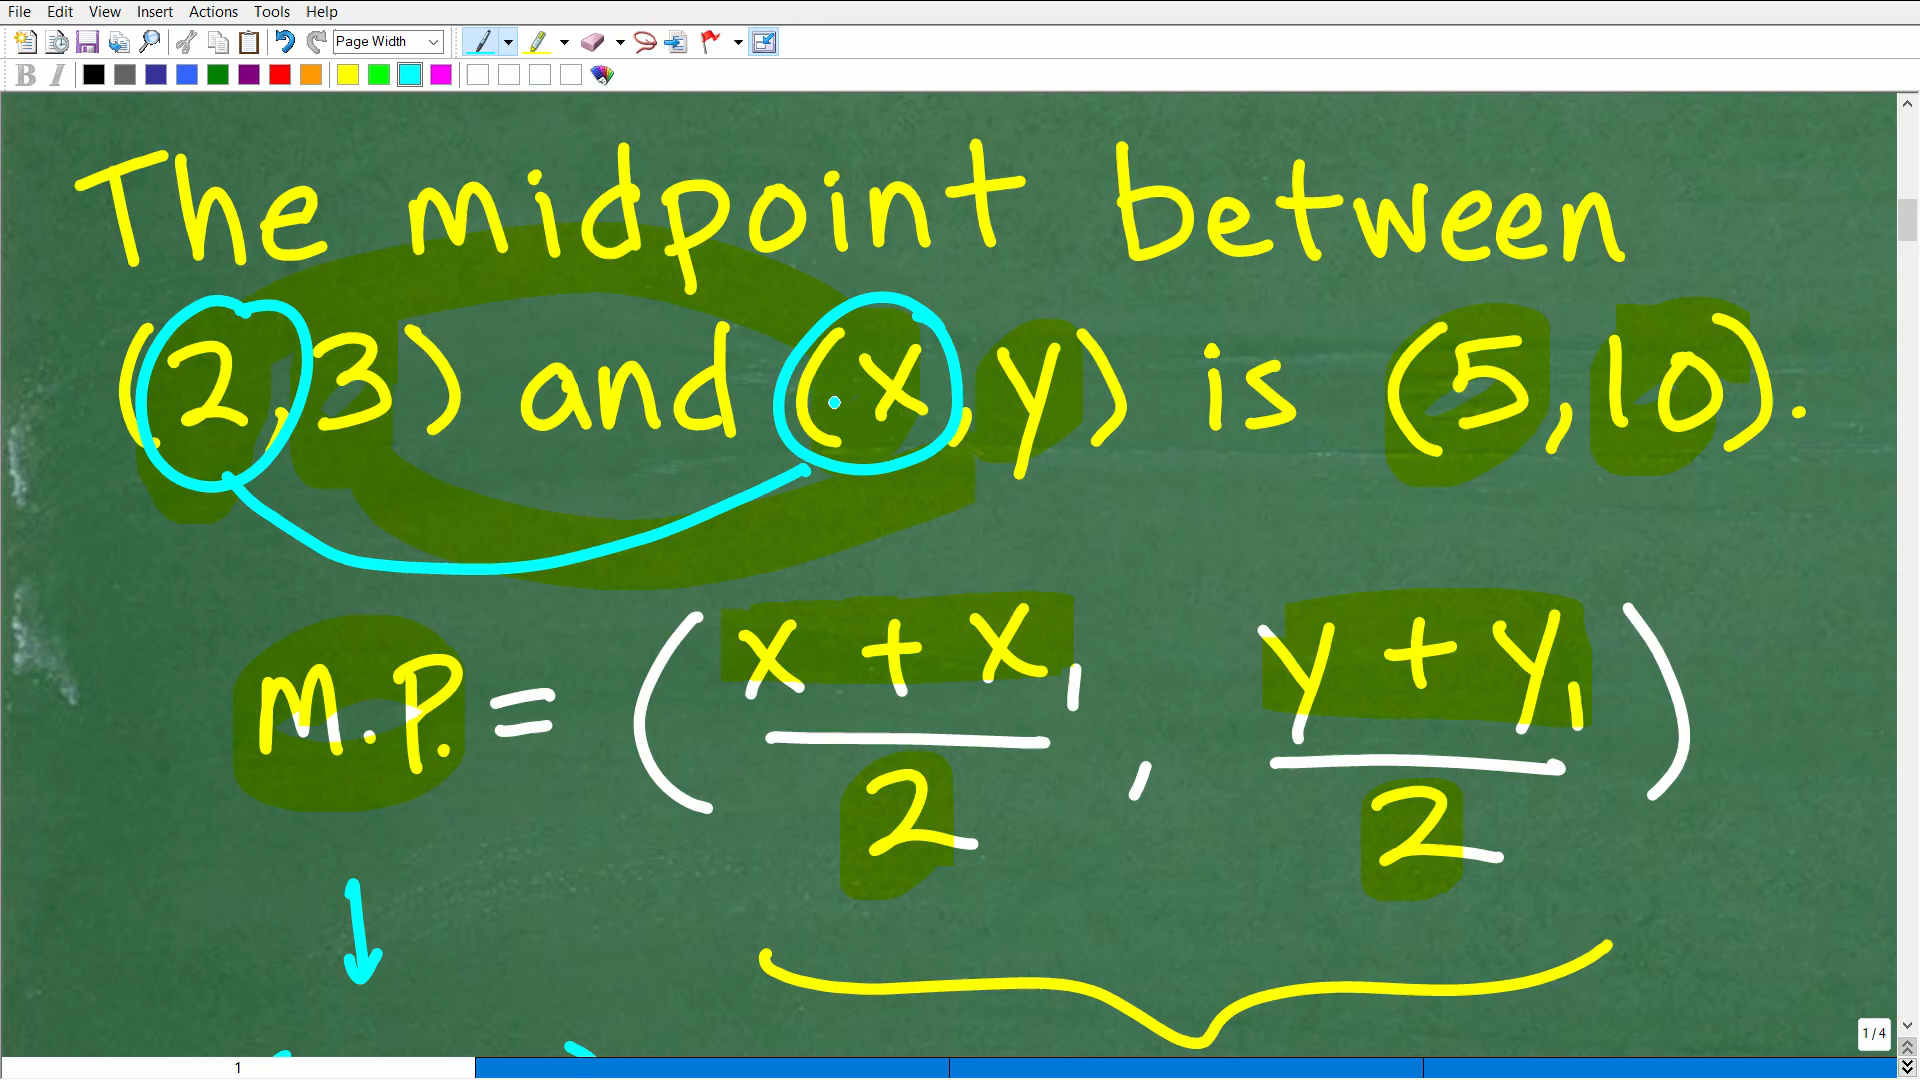 File Edit View Insert Actions Tools Help
Page Width
B I
The midpoint between
(2,3) and (x,y) is (5,10).
M.P. = (x + x₁ / 2, y + y₁ / 2)
1/4
1